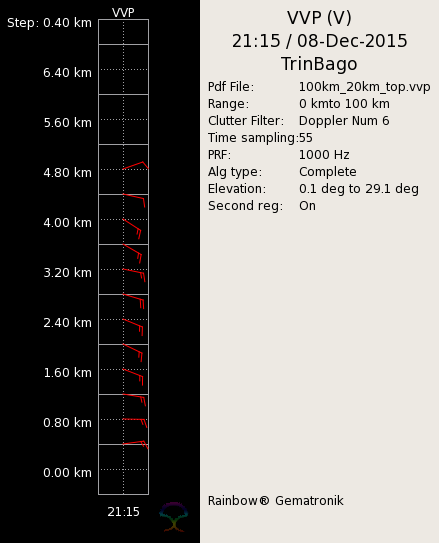 VVP
Step: 0.40 km
6.40 km
5.60 km
4.80 km
4.00 km
3.20 km
2.40 km
1.60 km
0.80 km
0.00 km
21:15
VVP (V)
21:15 / 08-Dec-2015
TrinBago
Pdf File: 100km_20km_top.vvp
Range: 0 kmto 100 km
Clutter Filter: Doppler Num 6
Time sampling:55
PRF: 1000 Hz
Alg type: Complete
Elevation: 0.1 deg to 29.1 deg
Second reg: On
Rainbow® Gematronik